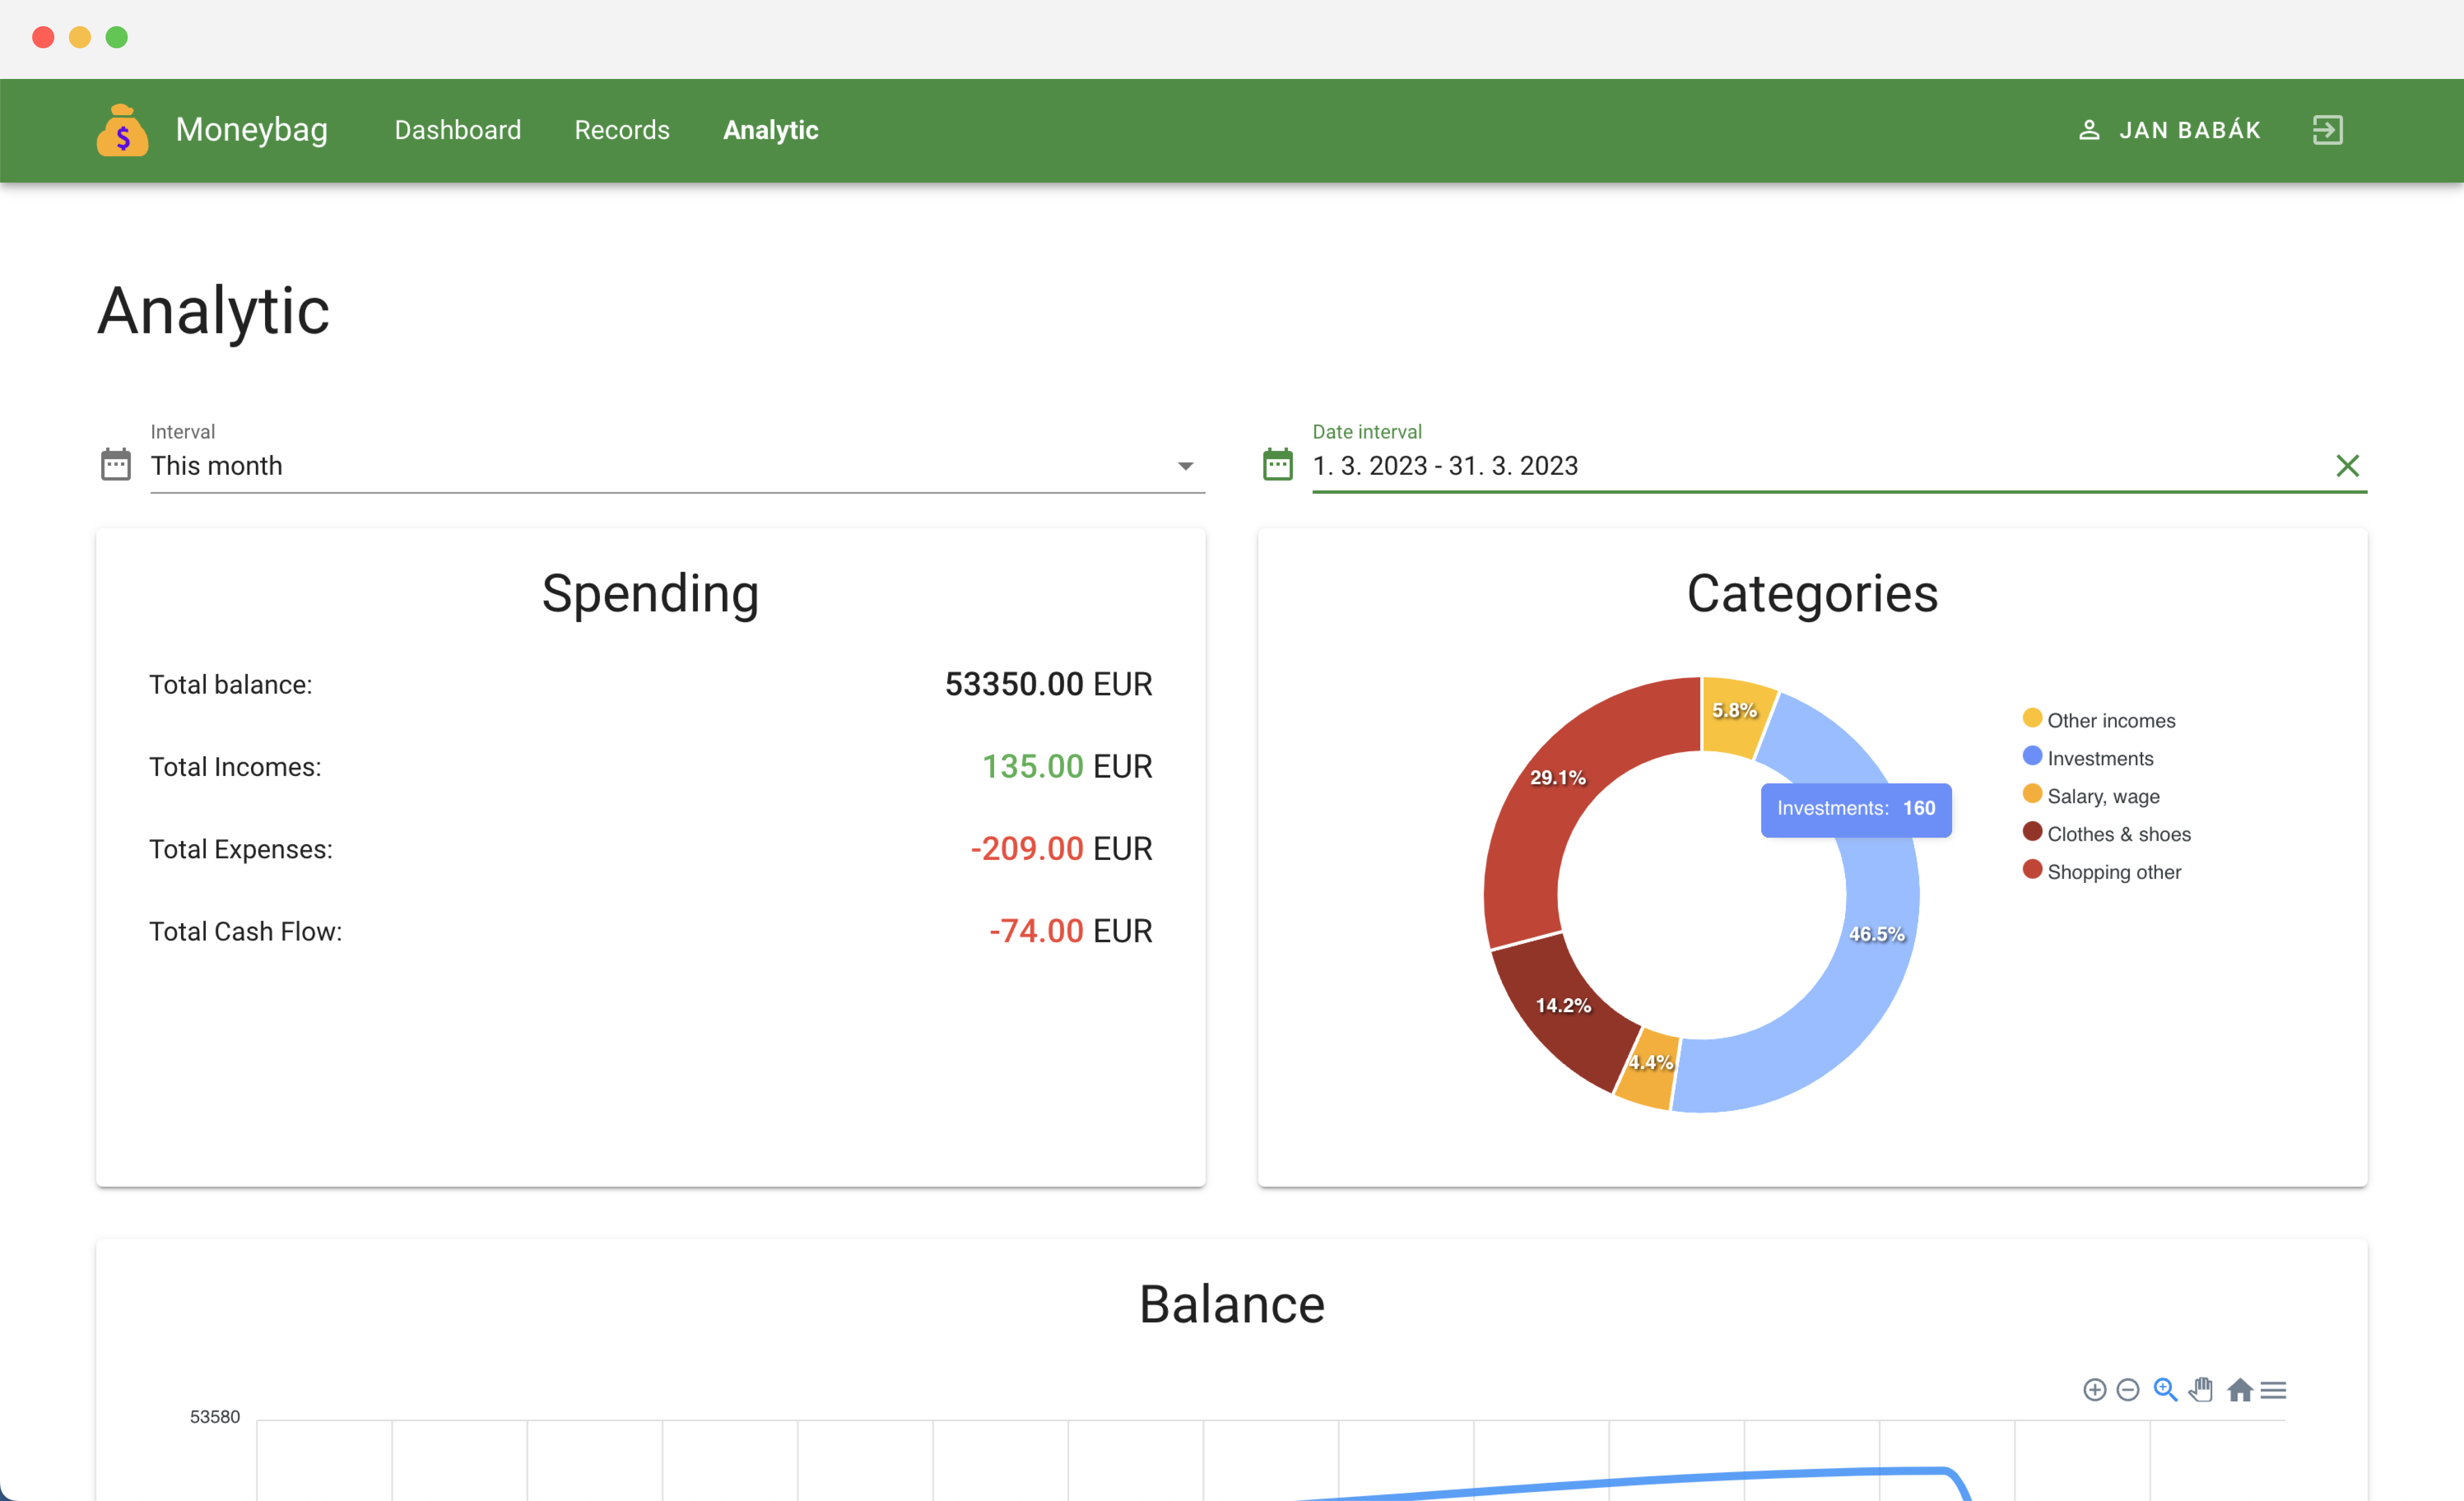 $ Moneybag Dashboard Records Analytic JAN BABÁK
Analytic
Interval
This month
Date interval
1. 3. 2023 - 31. 3. 2023
Spending
Total balance: 53350.00 EUR
Total Incomes: 135.00 EUR
Total Expenses: -209.00 EUR
Total Cash Flow: -74.00 EUR
Categories
5.8%
29.1%
Investments: 160
46.5%
14.2%
4.4%
Other incomes
Investments
Salary, wage
Clothes & shoes
Shopping other
Balance
53580